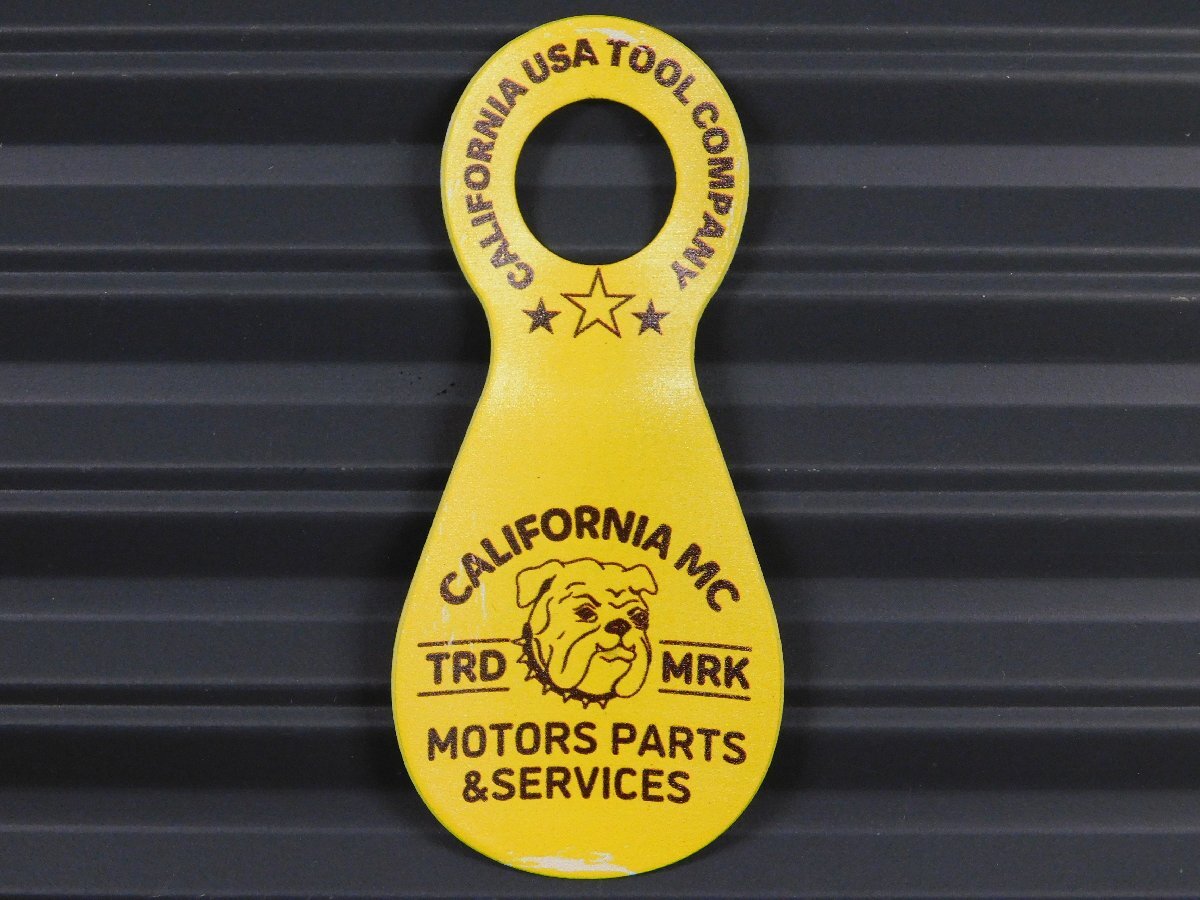 CALIFORNIA USA TOOL COMPANY
CALIFORNIA MC
TRD MRK
MOTORS PARTS
&SERVICES